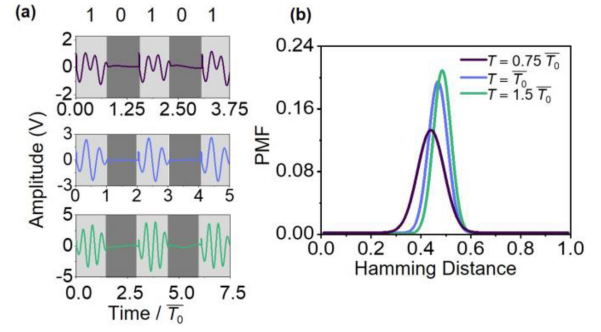 (a)
1 0 1 0 1
2
0
-2
0.00 1.25 2.50 3.75
3
0
-3
0 1 2 3 4 5
5
0
-5
0.0 2.5 5.0 7.5
Amplitude (V)
Time / T̅₀
(b)
0.24
0.16
0.08
0.00
0.0 0.2 0.4 0.6 0.8 1.0
PMF
Hamming Distance
T = 0.75 T̅₀
T = T̅₀
T = 1.5 T̅₀